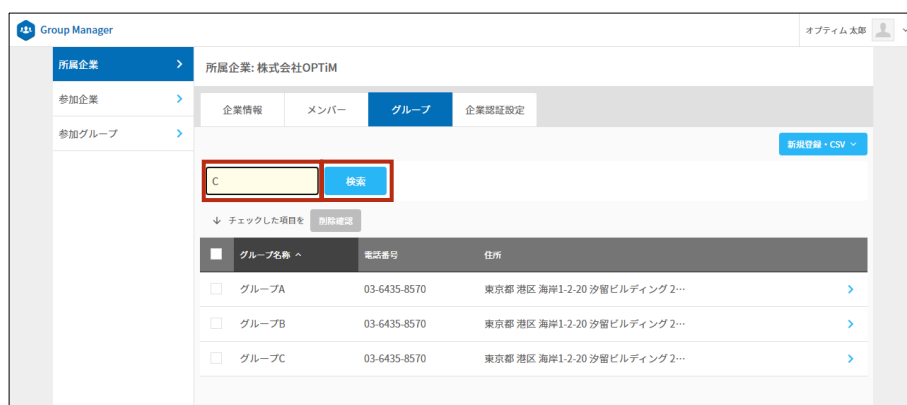 Group Manager
オプティム 太郎
所属企業
参加企業
参加グループ
所属企業: 株式会社OPTiM
企業情報 メンバー グループ 企業認証設定
新規登録・CSV
C 検索
↓ チェックした項目を 削除確認
グループ名称 電話番号 住所
グループA 03-6435-8570 東京都 港区 海岸1-2-20 汐留ビルディング 2…
グループB 03-6435-8570 東京都 港区 海岸1-2-20 汐留ビルディング 2…
グループC 03-6435-8570 東京都 港区 海岸1-2-20 汐留ビルディング 2…